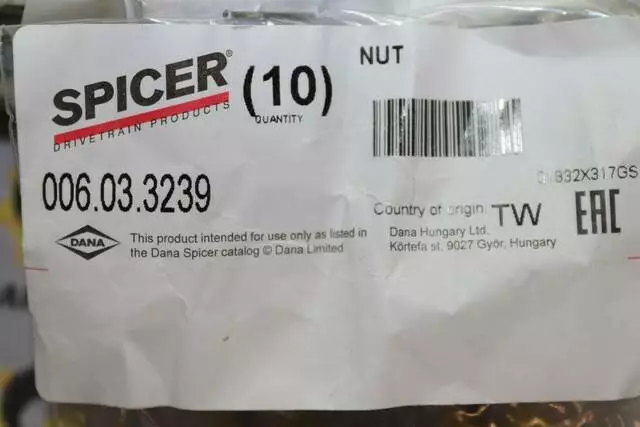 SPICER®
DRIVETRAIN PRODUCTS
(10)
QUANTITY
NUT
006.03.3239
Country of origin: TW
EAC
DANA
This product intended for use only as listed in
the Dana Spicer catalog © Dana Limited
Dana Hungary Ltd.
Körtefa st. 9027 Győr, Hungary